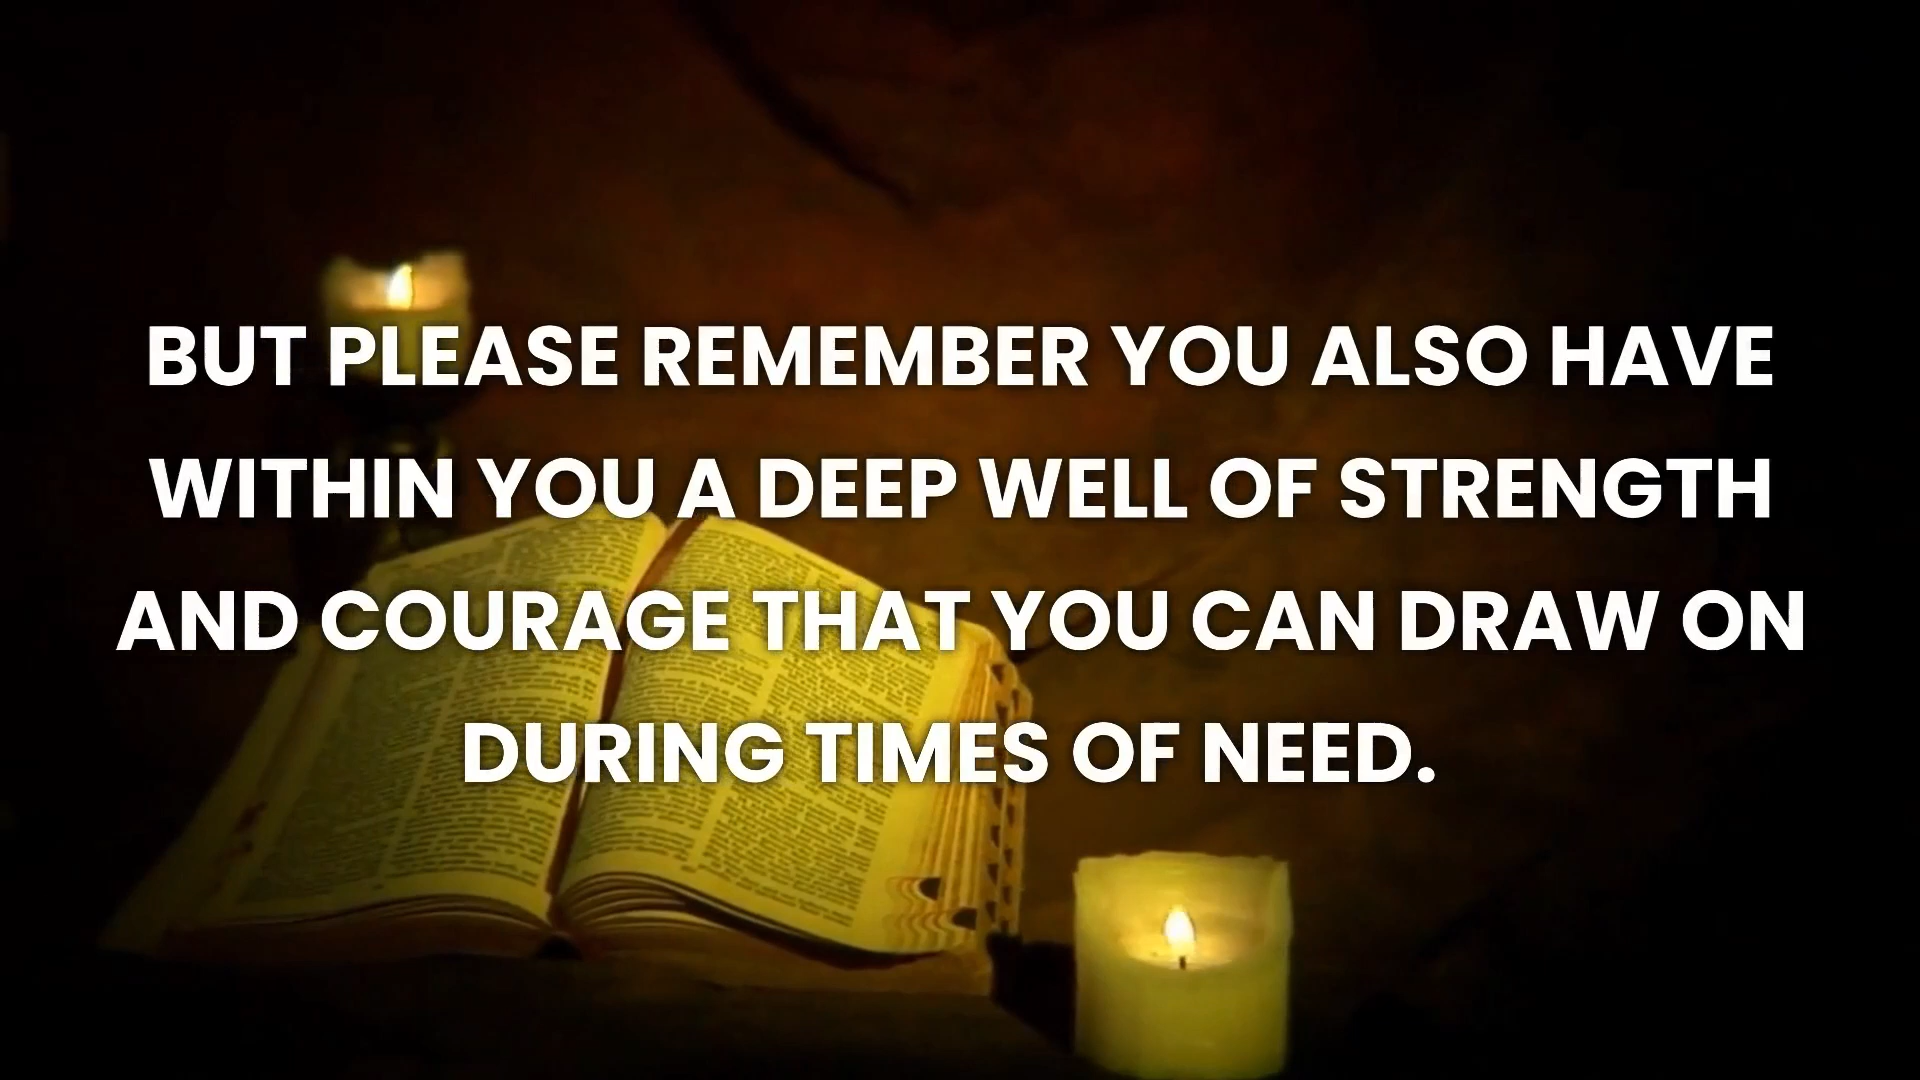 BUT PLEASE REMEMBER YOU ALSO HAVE
WITHIN YOU A DEEP WELL OF STRENGTH
AND COURAGE THAT YOU CAN DRAW ON
DURING TIMES OF NEED.